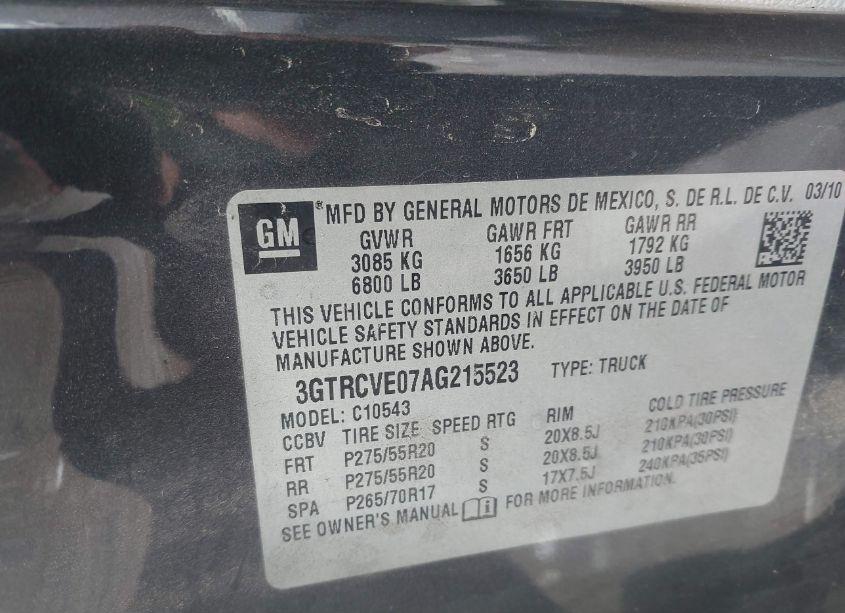 GM
*MFD BY GENERAL MOTORS DE MEXICO, S. DE R.L. DE C.V. 03/10
GVWR GAWR FRT GAWR RR
3085 KG 1656 KG 1792 KG
6800 LB 3650 LB 3950 LB
THIS VEHICLE CONFORMS TO ALL APPLICABLE U.S. FEDERAL MOTOR
VEHICLE SAFETY STANDARDS IN EFFECT ON THE DATE OF
MANUFACTURE SHOWN ABOVE.
3GTRCVE07AG215523 TYPE: TRUCK
MODEL: C10543
CCBV TIRE SIZE SPEED RTG RIM COLD TIRE PRESSURE
FRT P275/55R20 S 20X8.5J 210KPA(30PSI)
RR P275/55R20 S 20X8.5J 210KPA(30PSI)
SPA P265/70R17 S 17X7.5J 240KPA(35PSI)
SEE OWNER'S MANUAL FOR MORE INFORMATION.